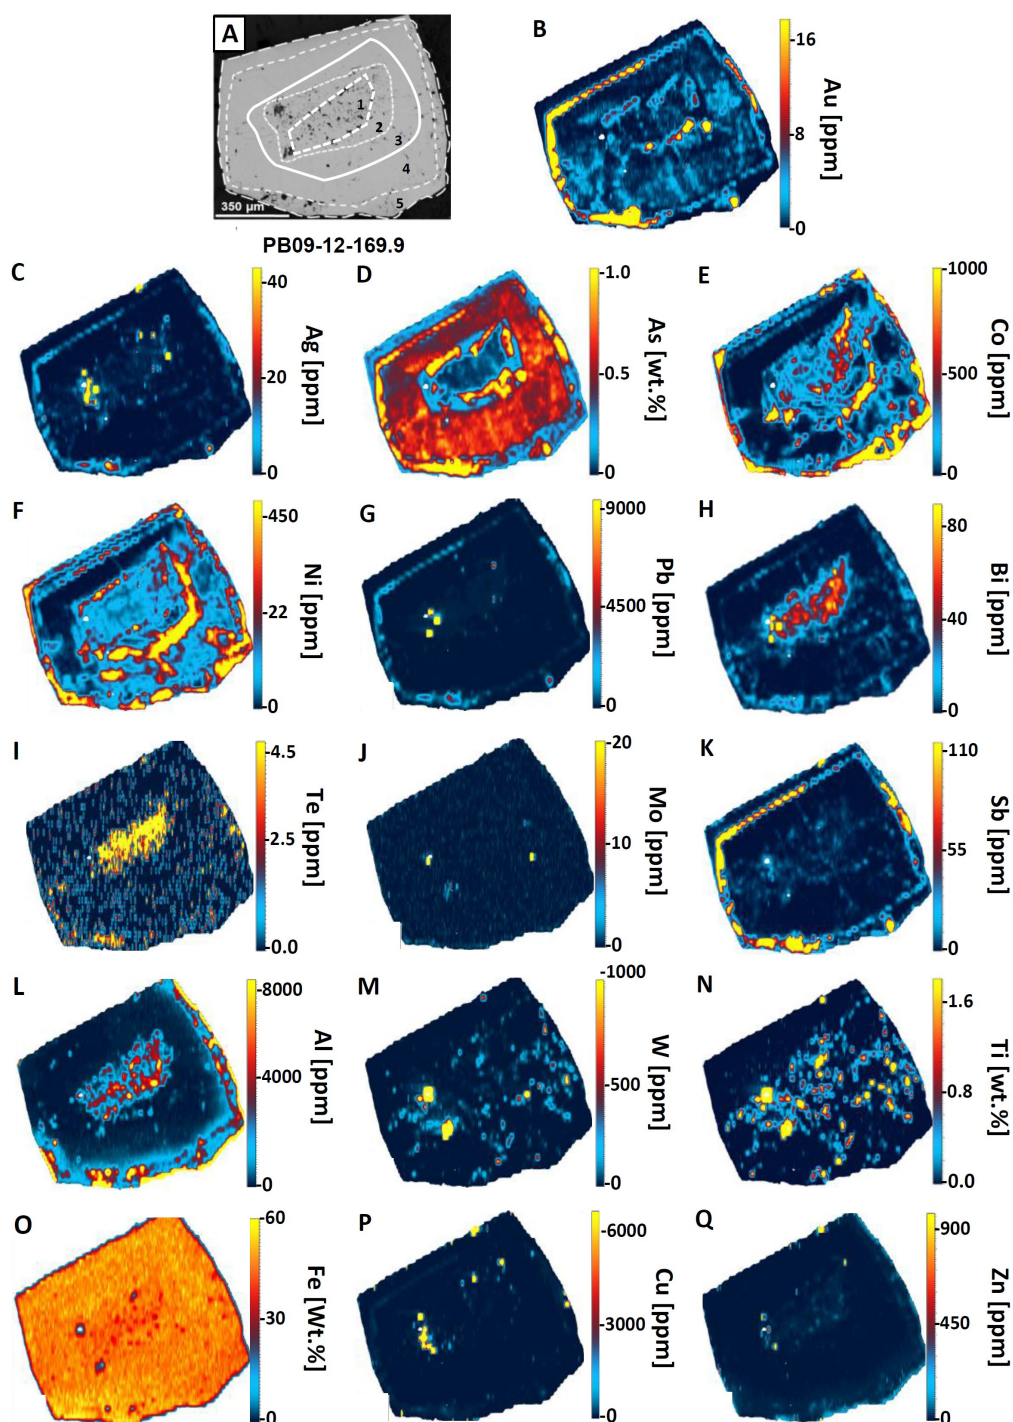 A
1
2
3
4
5
350 µm
PB09-12-169.9
B
16
8
0
Au [ppm]
C
40
20
0
Ag [ppm]
D
1.0
0.5
0
As [wt.%]
E
1000
500
0
Co [ppm]
F
450
22
0
Ni [ppm]
G
9000
4500
0
Pb [ppm]
H
80
40
0
Bi [ppm]
I
4.5
2.5
0.0
Te [ppm]
J
20
10
0
Mo [ppm]
K
110
55
0
Sb [ppm]
L
8000
4000
0
Al [ppm]
M
1000
500
0
W [ppm]
N
1.6
0.8
0.0
Ti [wt.%]
O
60
30
0
Fe [Wt.%]
P
6000
3000
0
Cu [ppm]
Q
900
450
0
Zn [ppm]